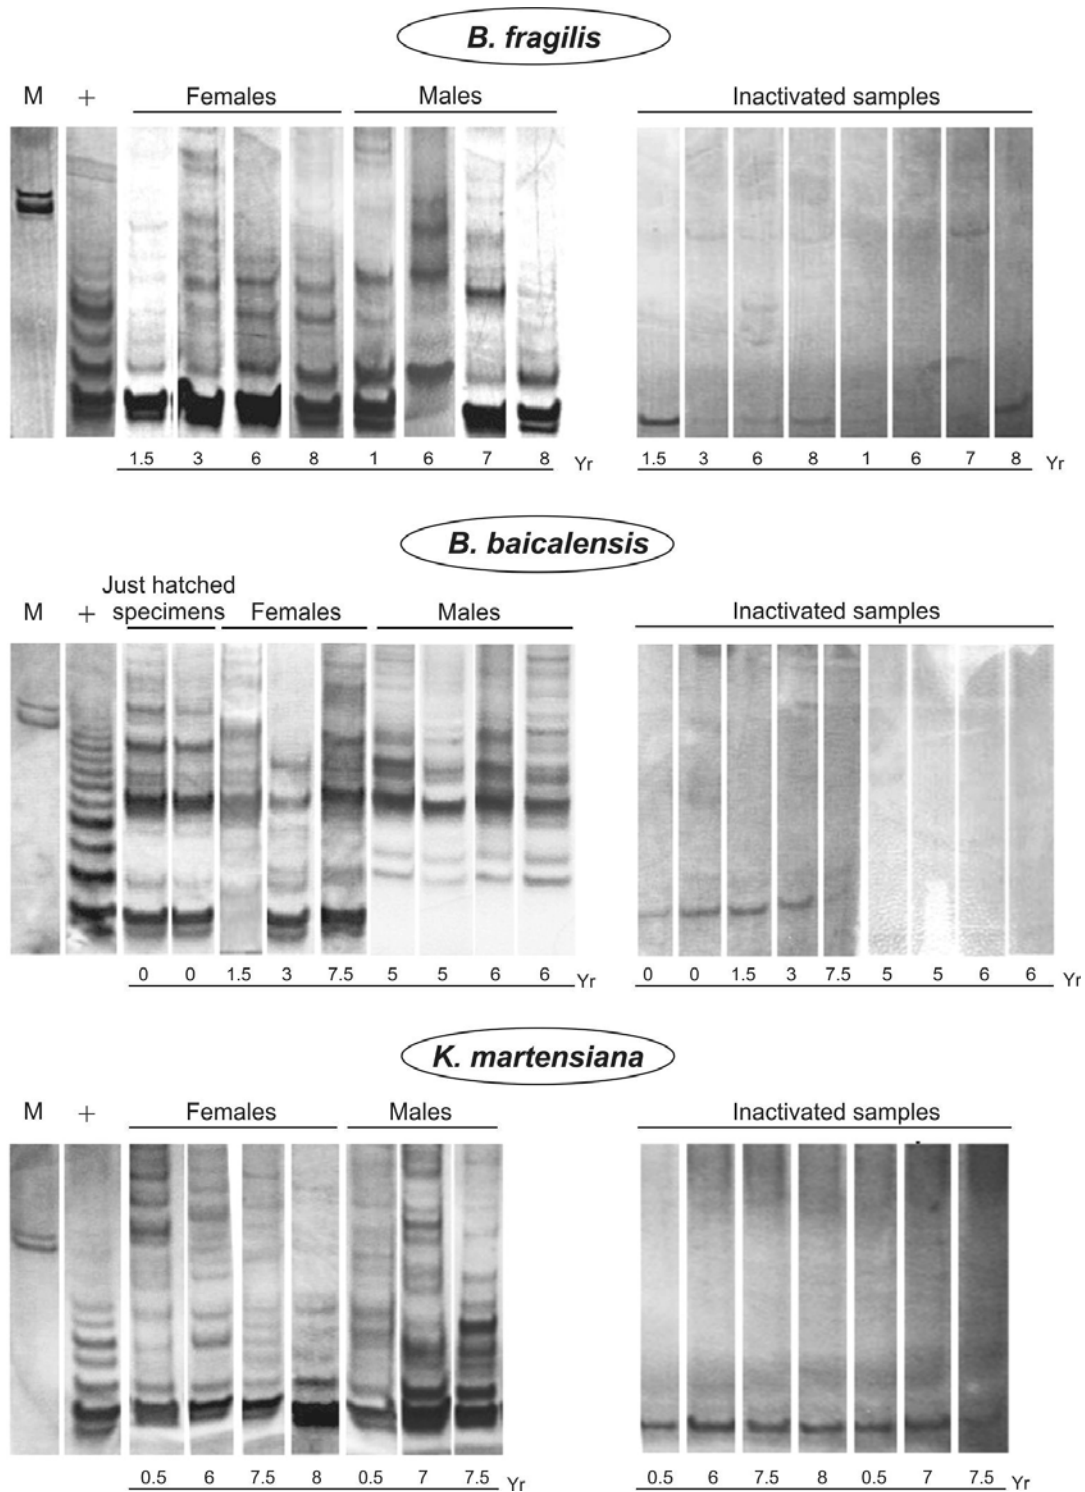 B. fragilis
M + Females Males Inactivated samples
1.5 3 6 8 1 6 7 8 Yr 1.5 3 6 8 1 6 7 8 Yr
B. baicalensis
Just hatched
M + specimens Females Males Inactivated samples
0 0 1.5 3 7.5 5 5 6 6 Yr 0 0 1.5 3 7.5 5 5 6 6 Yr
K. martensiana
M + Females Males Inactivated samples
0.5 6 7.5 8 0.5 7 7.5 Yr 0.5 6 7.5 8 0.5 7 7.5 Yr